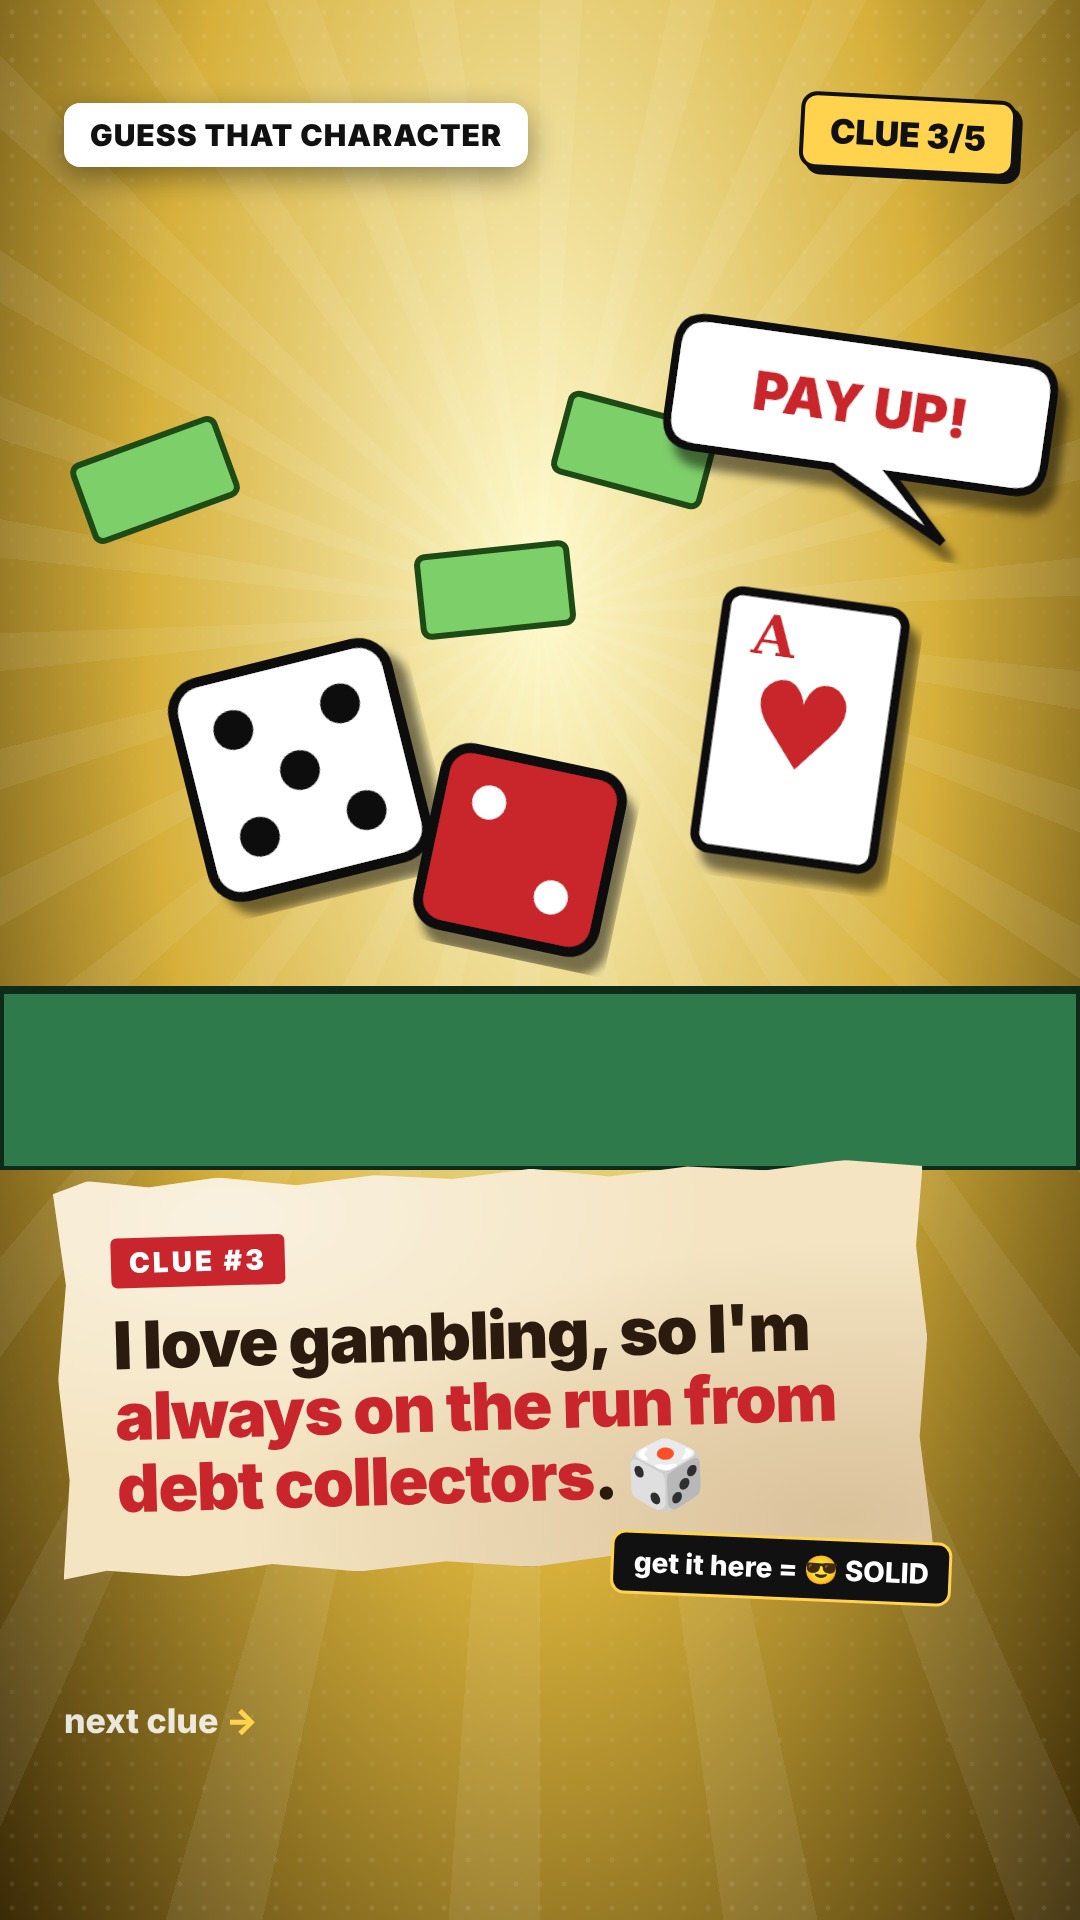 GUESS THAT CHARACTER
CLUE 3/5
PAY UP!
A
CLUE #3
I love gambling, so I'm
always on the run from
debt collectors. 🎲
get it here = 😎 SOLID
next clue →